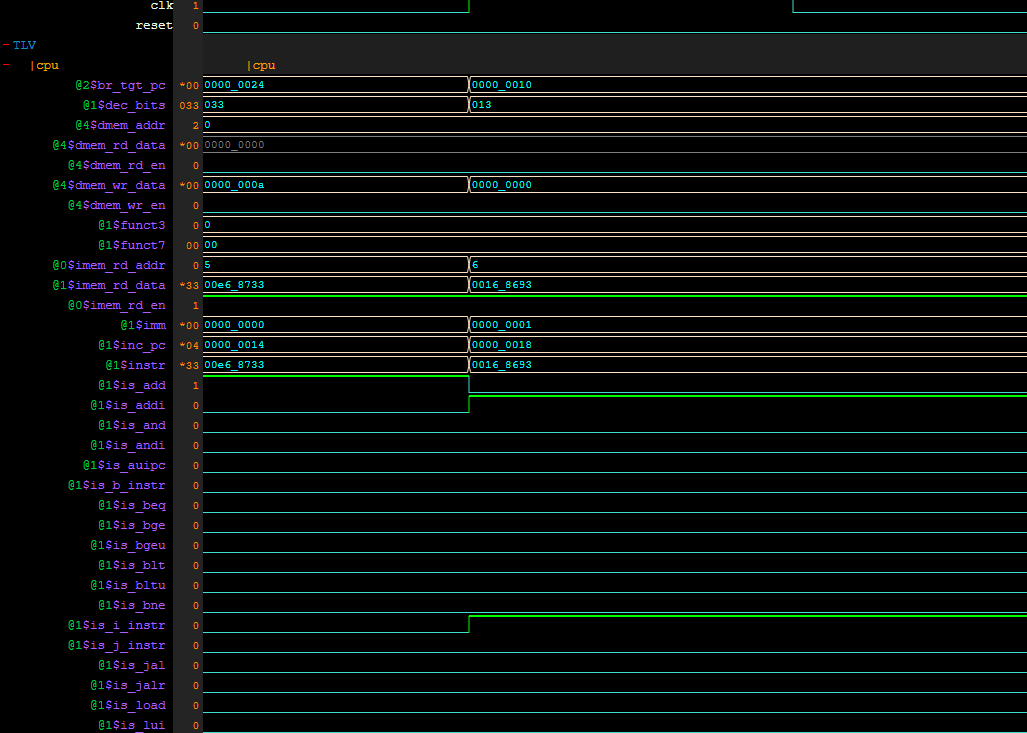 clk 1
reset 0
-TLV
- |cpu |cpu
@2$br_tgt_pc *00 0000_0024 0000_0010
@1$dec_bits 033 033 013
@4$dmem_addr 2 0
@4$dmem_rd_data *00 0000_0000
@4$dmem_rd_en 0
@4$dmem_wr_data *00 0000_000a 0000_0000
@4$dmem_wr_en 0
@1$funct3 0 0
@1$funct7 00 00
@0$imem_rd_addr 0 5 6
@1$imem_rd_data *33 00e6_8733 0016_8693
@0$imem_rd_en 1
@1$imm *00 0000_0000 0000_0001
@1$inc_pc *04 0000_0014 0000_0018
@1$instr *33 00e6_8733 0016_8693
@1$is_add 1
@1$is_addi 0
@1$is_and 0
@1$is_andi 0
@1$is_auipc 0
@1$is_b_instr 0
@1$is_beq 0
@1$is_bge 0
@1$is_bgeu 0
@1$is_blt 0
@1$is_bltu 0
@1$is_bne 0
@1$is_i_instr 0
@1$is_j_instr 0
@1$is_jal 0
@1$is_jalr 0
@1$is_load 0
@1$is_lui 0